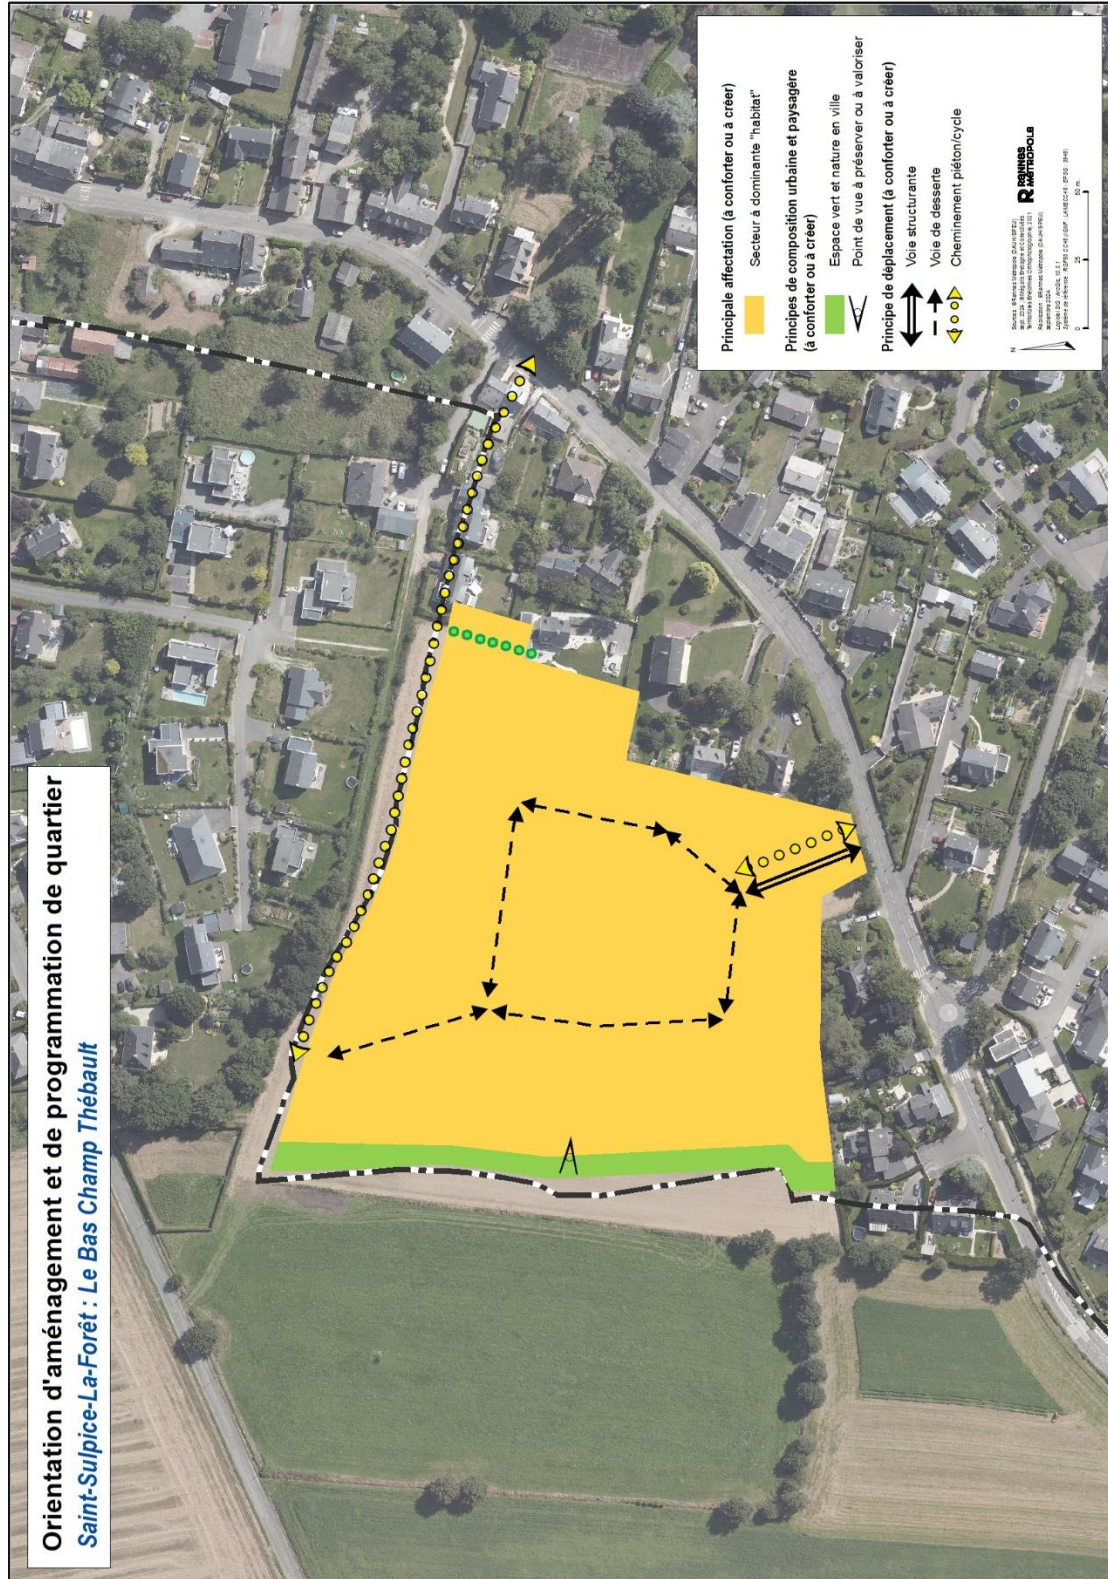 Orientation d'aménagement et de programmation de quartier
Saint-Sulpice-La-Forêt : Le Bas Champ Thébault
Principale affectation (à conforter ou à créer)
Secteur à dominante "habitat"
Principes de composition urbaine et paysagère
(à conforter ou à créer)
Espace vert et nature en ville
Point de vue à préserver ou à valoriser
Principe de déplacement (à conforter ou à créer)
Voie structurante
Voie de desserte
Cheminement piéton/cycle
N
RENNES
MÉTROPOLE
0 25 50 m.